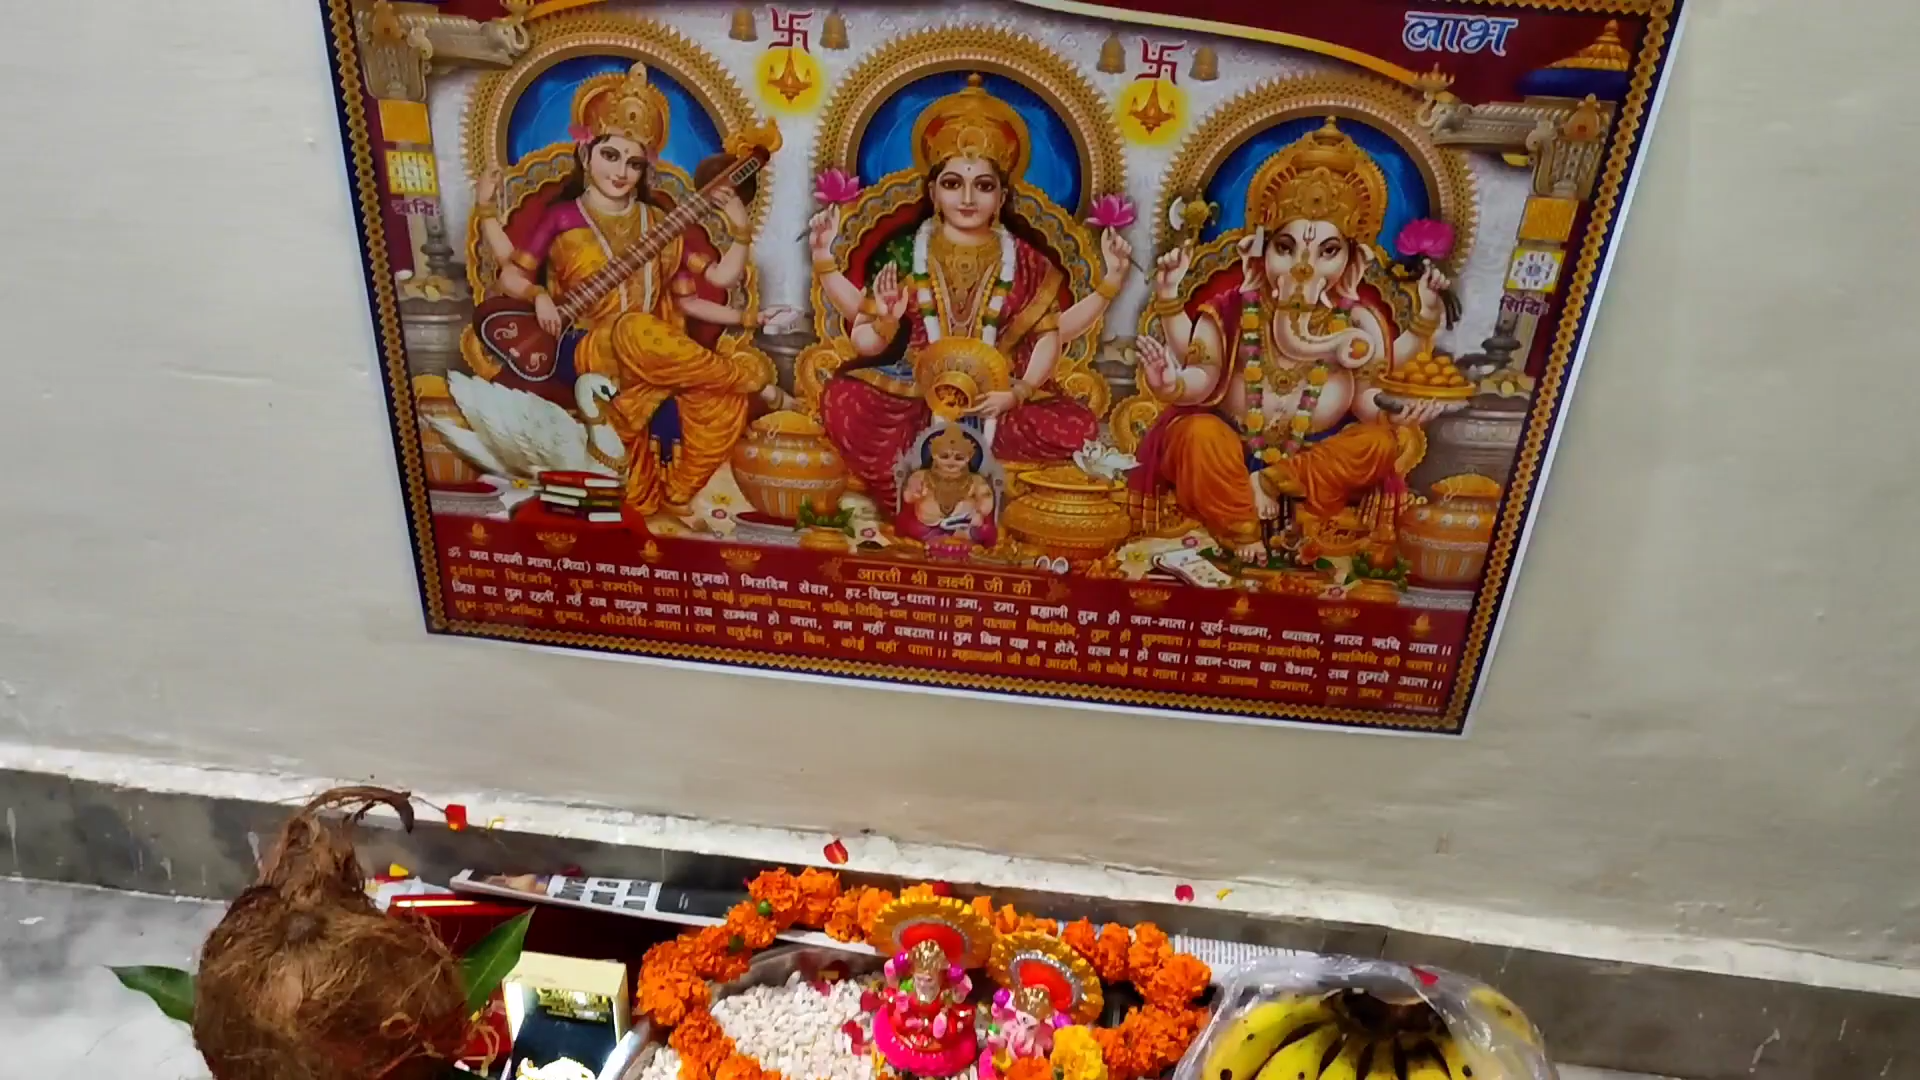 लाभ
ऋद्धिः
सिद्धिः
आरती श्री लक्ष्मी जी की
ॐ जय लक्ष्मी माता,(मैया) जय लक्ष्मी माता। तुमको निसदिन सेवत, हर-विष्णु-धाता।। उमा, रमा, ब्रह्माणी तुम ही जग-माता। सूर्य-चन्द्रमा, ध्यावत, नारद ऋषि गाता।।
दुर्गारूप निरंजनि, सुख-सम्पत्ति दाता। जो कोई तुमको ध्यावत, ऋद्धि-सिद्धि-धन पाता।। तुम पाताल निवासिनि, तुम ही शुभदाता। कर्म-प्रभाव-प्रकाशिनि, भवनिधि की त्राता।।
जिस घर तुम रहती, तहँ सब सद्गुण आता। सब सम्भव हो जाता, मन नहीं घबराता।। तुम बिन यज्ञ न होते, वस्त्र न हो पाता। खान-पान का वैभव, सब तुमसे आता।।
शुभ-गुण-मन्दिर सुन्दर, क्षीरोदधि-जाता। रत्न चतुर्दश तुम बिन, कोई नहीं पाता।। महालक्ष्मी जी की आरती, जो कोई नर गाता। उर आनन्द समाता, पाप उतर जाता।।